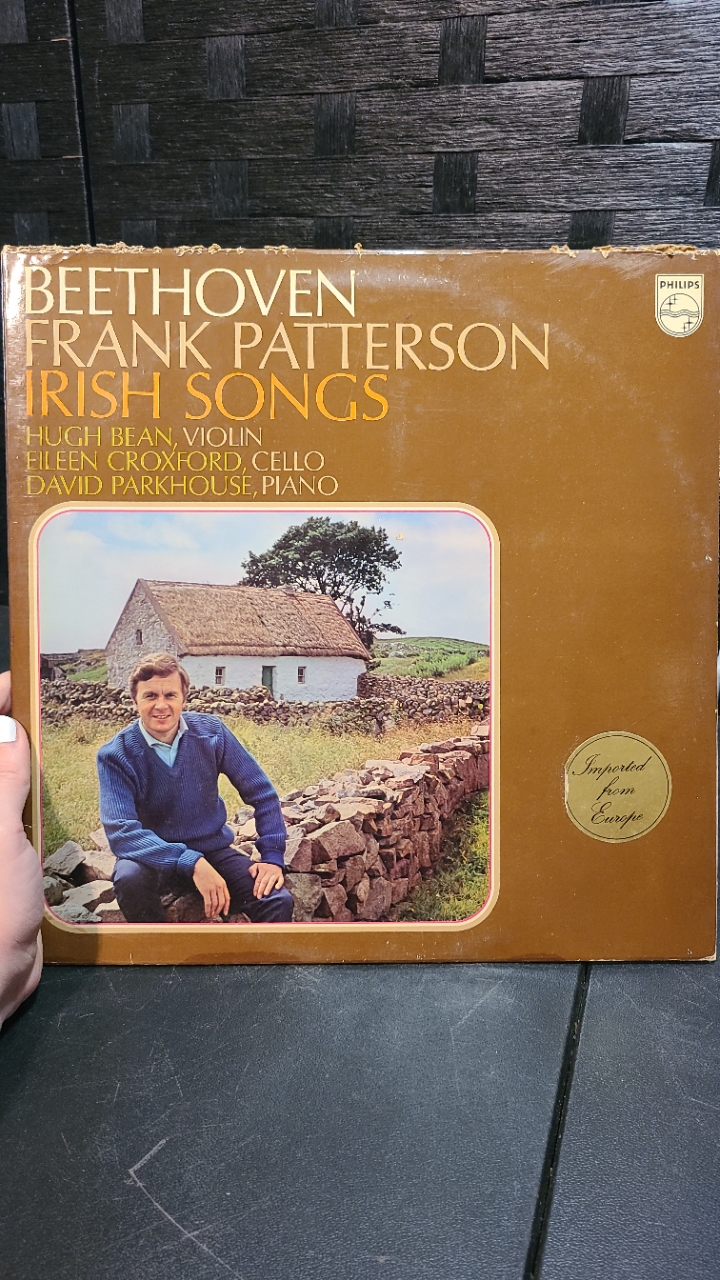 BEETHOVEN
FRANK PATTERSON
IRISH SONGS
HUGH BEAN, VIOLIN
EILEEN CROXFORD, CELLO
DAVID PARKHOUSE, PIANO
PHILIPS
Imported
from
Europe